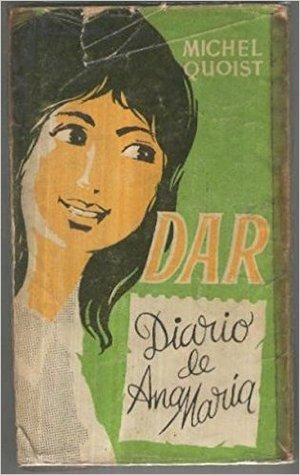 MICHEL
QUOIST
DAR
Diario
de
Ana
María